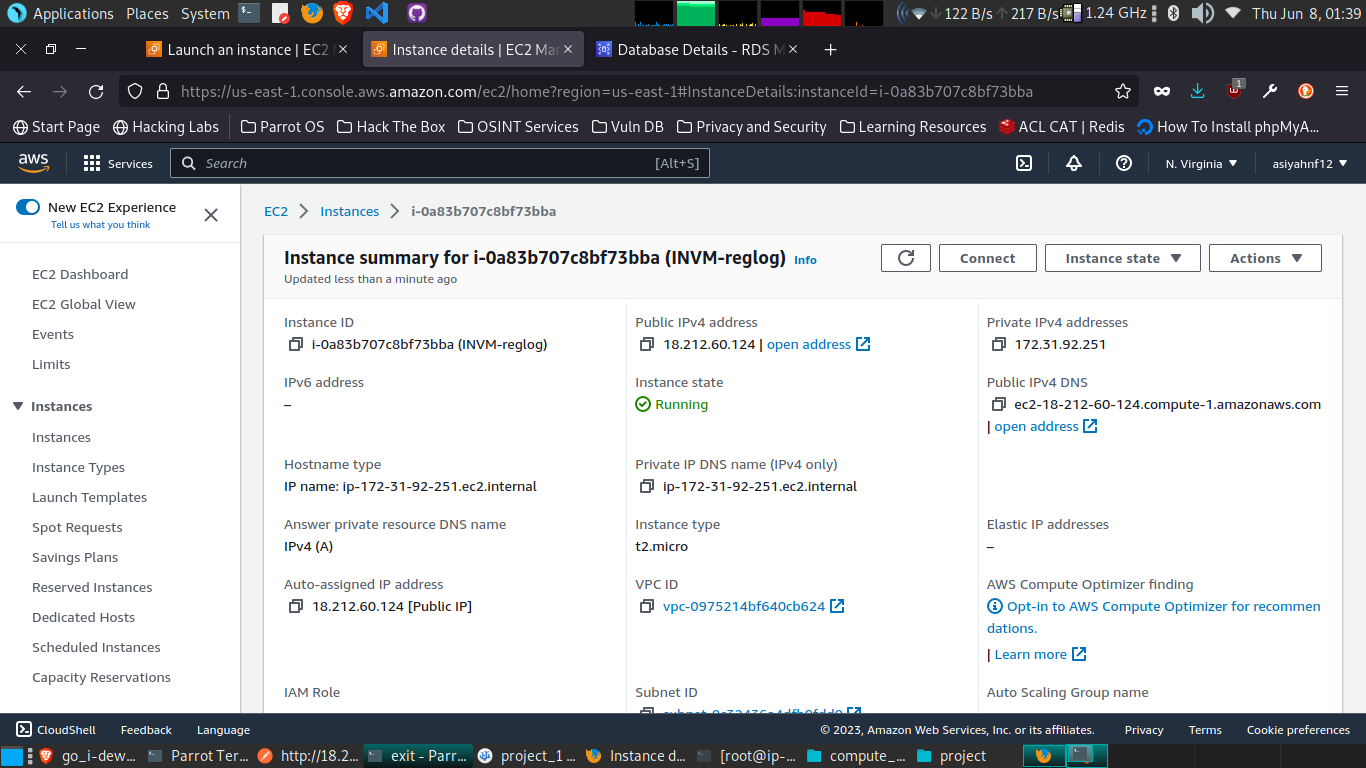 Applications Places System 122 B/s 217 B/s 1.24 GHz Thu Jun 8, 01:39
Launch an instance | EC2 Instance details | EC2 Mar Database Details - RDS M
https://us-east-1.console.aws.amazon.com/ec2/home?region=us-east-1#InstanceDetails:instanceId=i-0a83b707c8bf73bba 1
Start Page Hacking Labs Parrot OS Hack The Box OSINT Services Vuln DB Privacy and Security Learning Resources ACL CAT | Redis How To Install phpMyA...
aws Services Search [Alt+S] N. Virginia asiyahnf12
New EC2 Experience
Tell us what you think
EC2 Dashboard
EC2 Global View
Events
Limits
Instances
Instances
Instance Types
Launch Templates
Spot Requests
Savings Plans
Reserved Instances
Dedicated Hosts
Scheduled Instances
Capacity Reservations
EC2 Instances i-0a83b707c8bf73bba
Instance summary for i-0a83b707c8bf73bba (INVM-reglog) Info
Updated less than a minute ago
Connect Instance state Actions
Instance ID
i-0a83b707c8bf73bba (INVM-reglog)
Public IPv4 address
18.212.60.124 | open address
Private IPv4 addresses
172.31.92.251
IPv6 address
–
Instance state
Running
Public IPv4 DNS
ec2-18-212-60-124.compute-1.amazonaws.com
| open address
Hostname type
IP name: ip-172-31-92-251.ec2.internal
Private IP DNS name (IPv4 only)
ip-172-31-92-251.ec2.internal
Answer private resource DNS name
IPv4 (A)
Instance type
t2.micro
Elastic IP addresses
–
Auto-assigned IP address
18.212.60.124 [Public IP]
VPC ID
vpc-0975214bf640cb624
AWS Compute Optimizer finding
Opt-in to AWS Compute Optimizer for recommen
dations.
| Learn more
IAM Role
Subnet ID
Auto Scaling Group name
CloudShell Feedback Language © 2023, Amazon Web Services, Inc. or its affiliates. Privacy Terms Cookie preferences
go_i-dew... Parrot Ter... http://18.2... exit - Parr... project_1 ... Instance d... [root@ip-... compute_... project